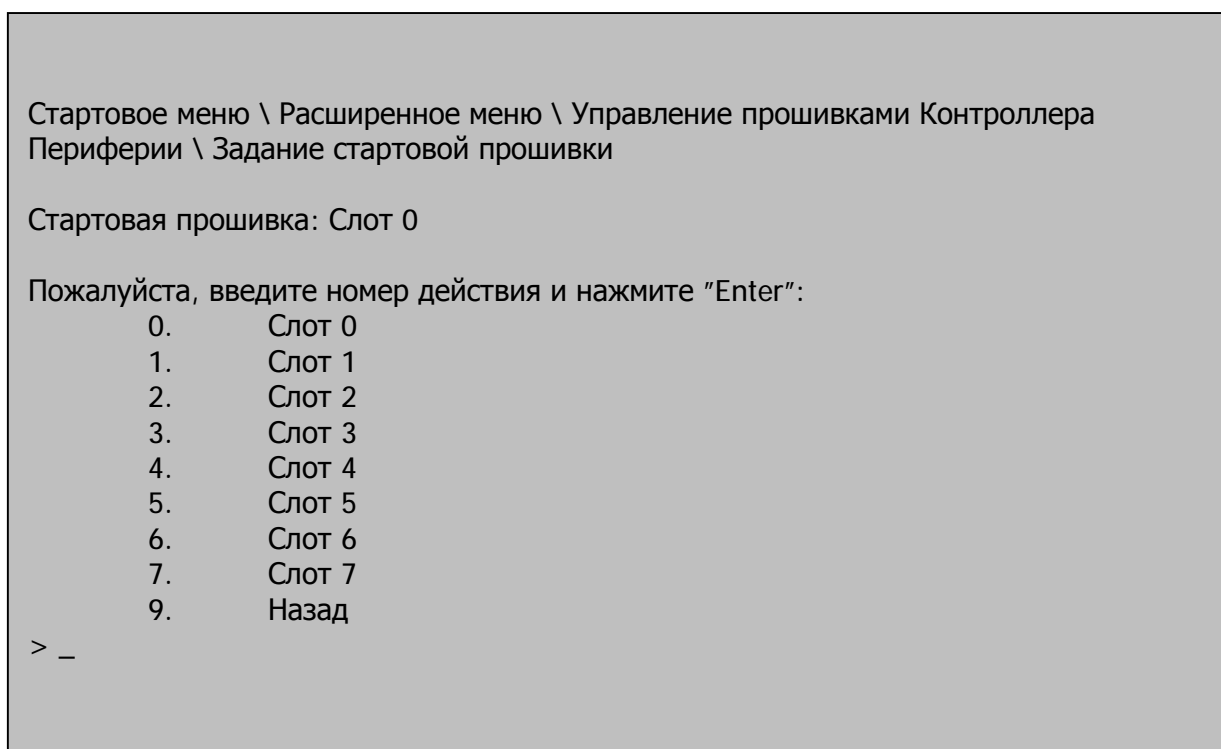 Стартовое меню \ Расширенное меню \ Управление прошивками Контроллера
Периферии \ Задание стартовой прошивки
Стартовая прошивка: Слот 0
Пожалуйста, введите номер действия и нажмите "Enter":
0. Слот 0
1. Слот 1
2. Слот 2
3. Слот 3
4. Слот 4
5. Слот 5
6. Слот 6
7. Слот 7
9. Назад
> _